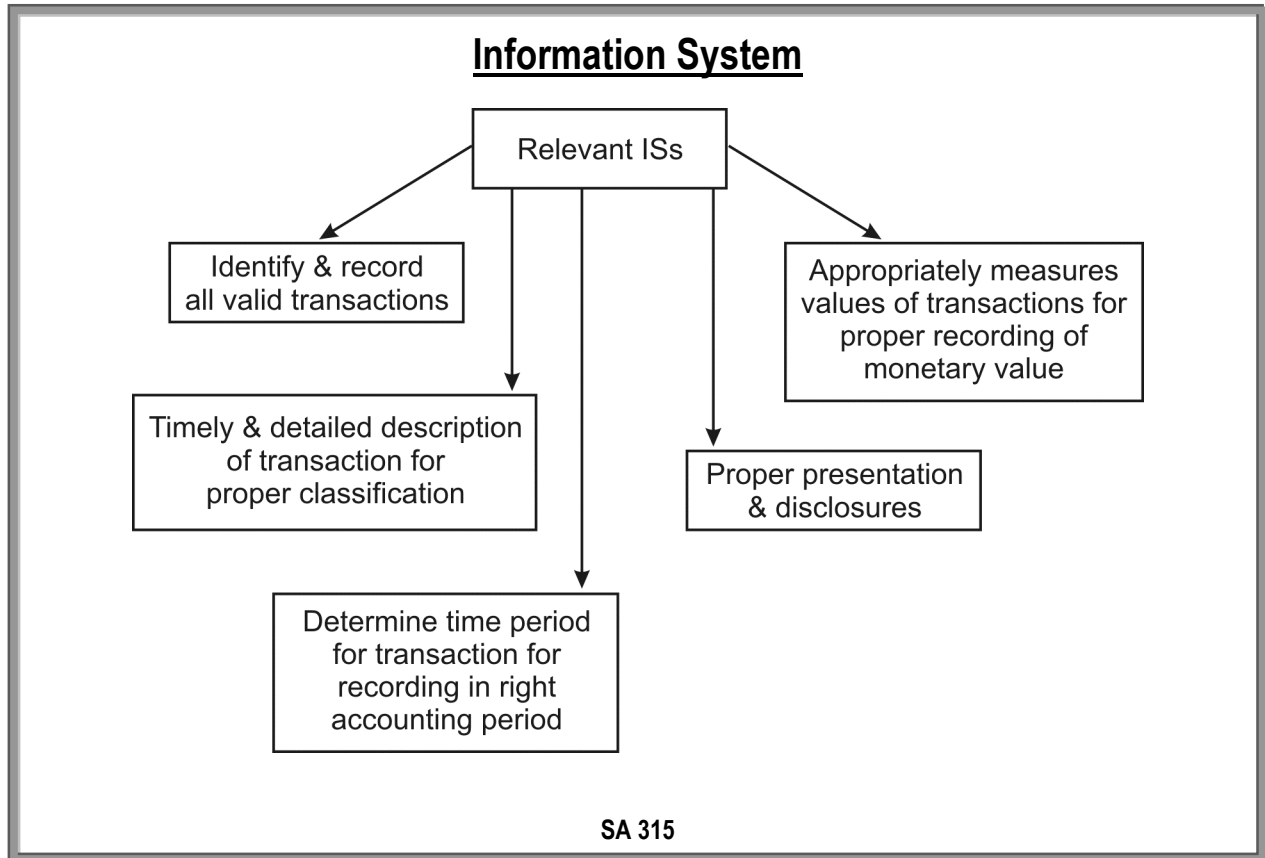 Information System
Relevant ISs
Identify & record
all valid transactions
Appropriately measures
values of transactions for
proper recording of
monetary value
Timely & detailed description
of transaction for
proper classification
Proper presentation
& disclosures
Determine time period
for transaction for
recording in right
accounting period
SA 315